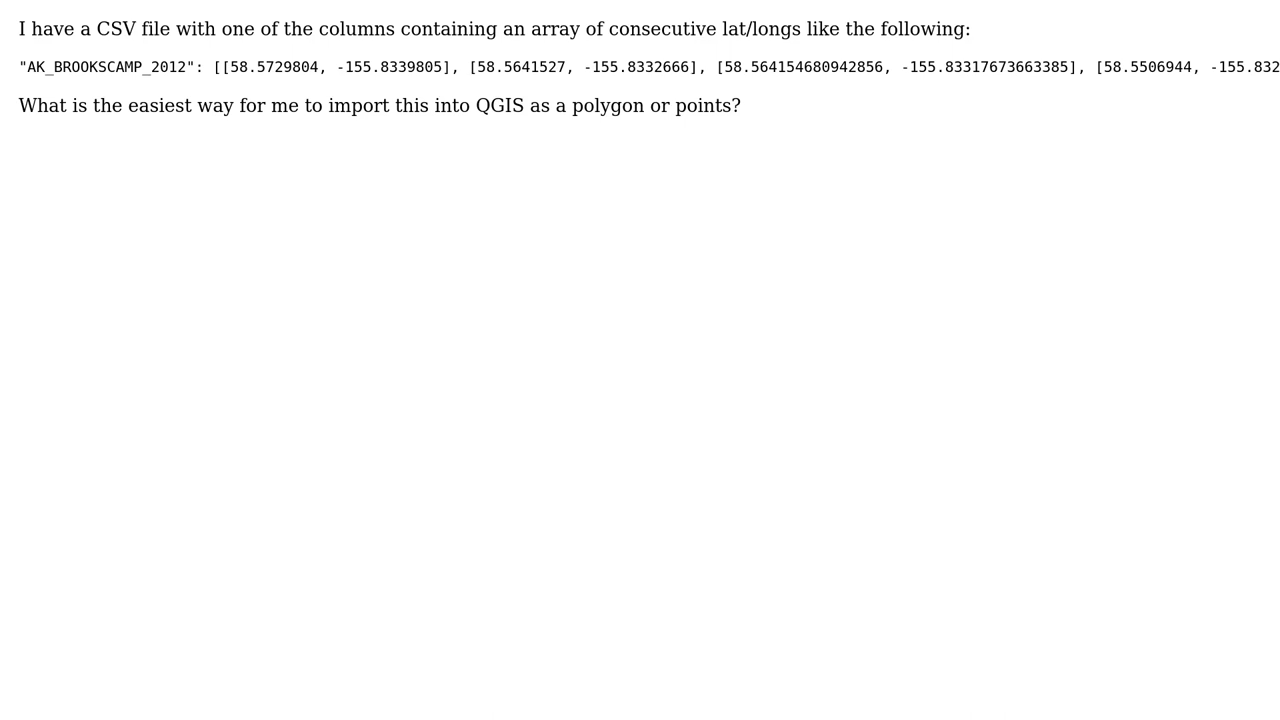 I have a CSV file with one of the columns containing an array of consecutive lat/longs like the following:
"AK_BROOKSCAMP_2012": [[58.5729804, -155.8339805], [58.5641527, -155.8332666], [58.564154680942856, -155.83317673663385], [58.5506944, -155.832
What is the easiest way for me to import this into QGIS as a polygon or points?